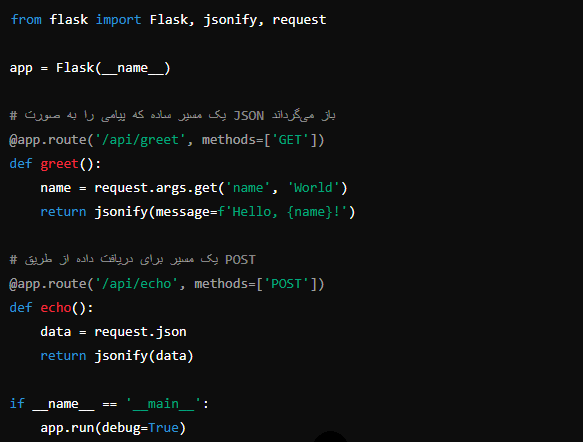 from flask import Flask, jsonify, request
app = Flask(__name__)
# یک مسیر ساده که پیامی را به صورت JSON باز می‌گرداند
@app.route('/api/greet', methods=['GET'])
def greet():
    name = request.args.get('name', 'World')
    return jsonify(message=f'Hello, {name}!')
# یک مسیر برای دریافت داده از طریق POST
@app.route('/api/echo', methods=['POST'])
def echo():
    data = request.json
    return jsonify(data)
if __name__ == '__main__':
    app.run(debug=True)